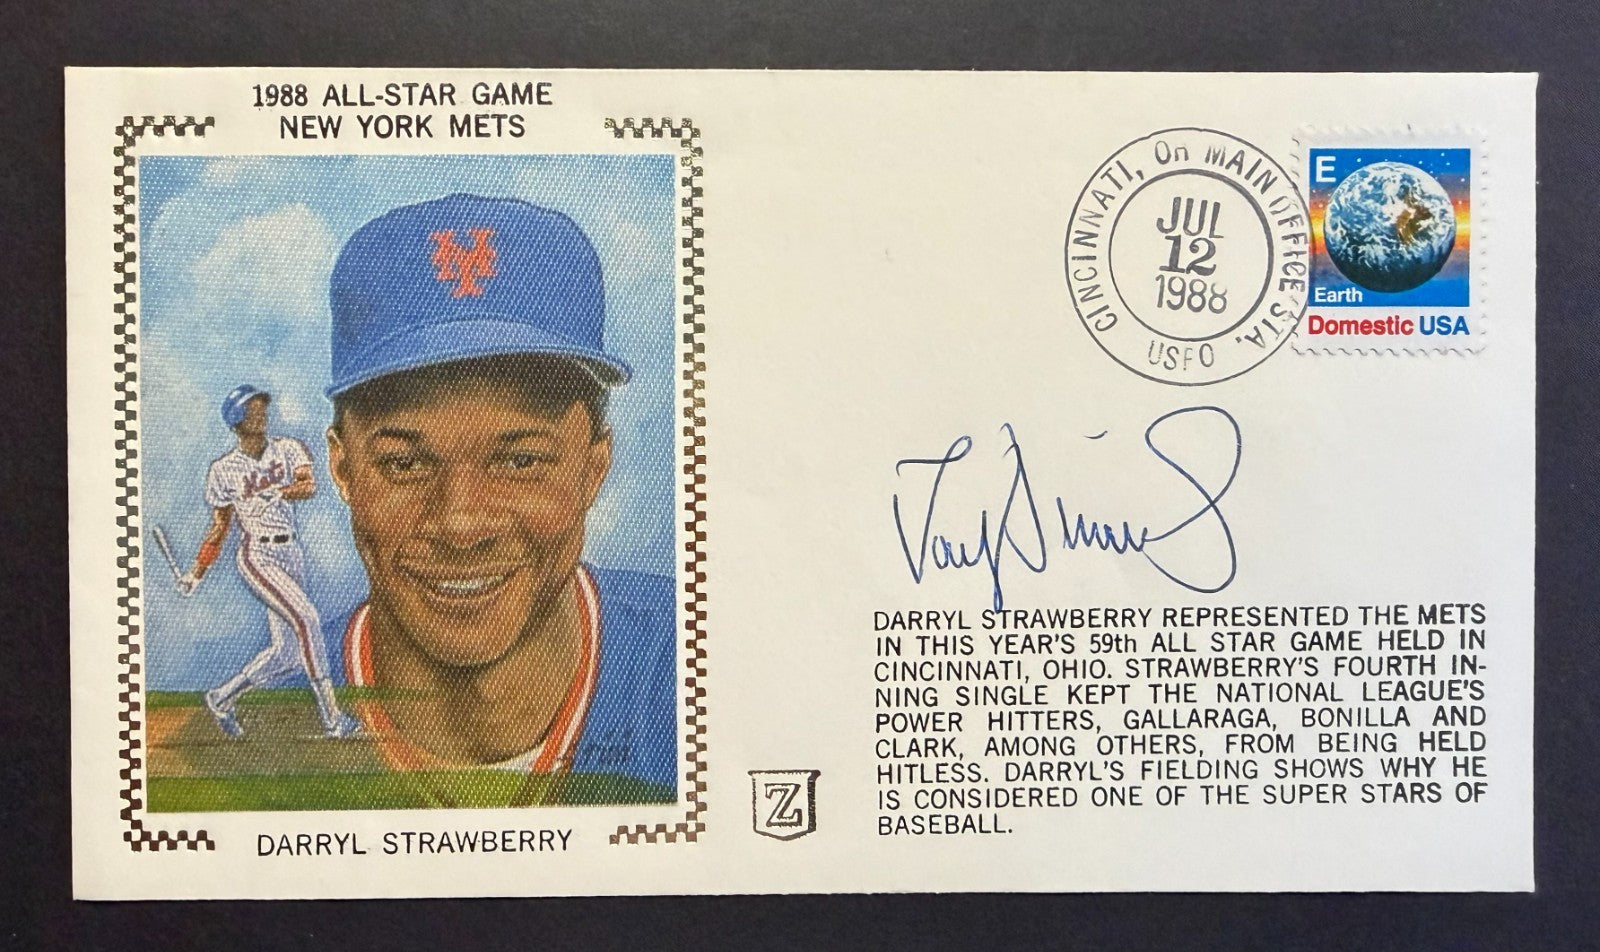 1988 ALL-STAR GAME
NEW YORK METS
NY
Mets
DARRYL STRAWBERRY
Z
CINCINNATI, OH MAIN OFFICE STA.
JUL
12
1988
USPO
E
Earth
Domestic USA
DARRYL STRAWBERRY REPRESENTED THE METS
IN THIS YEAR'S 59th ALL STAR GAME HELD IN
CINCINNATI, OHIO. STRAWBERRY'S FOURTH IN-
NING SINGLE KEPT THE NATIONAL LEAGUE'S
POWER HITTERS, GALLARAGA, BONILLA AND
CLARK, AMONG OTHERS, FROM BEING HELD
HITLESS. DARRYL'S FIELDING SHOWS WHY HE
IS CONSIDERED ONE OF THE SUPER STARS OF
BASEBALL.